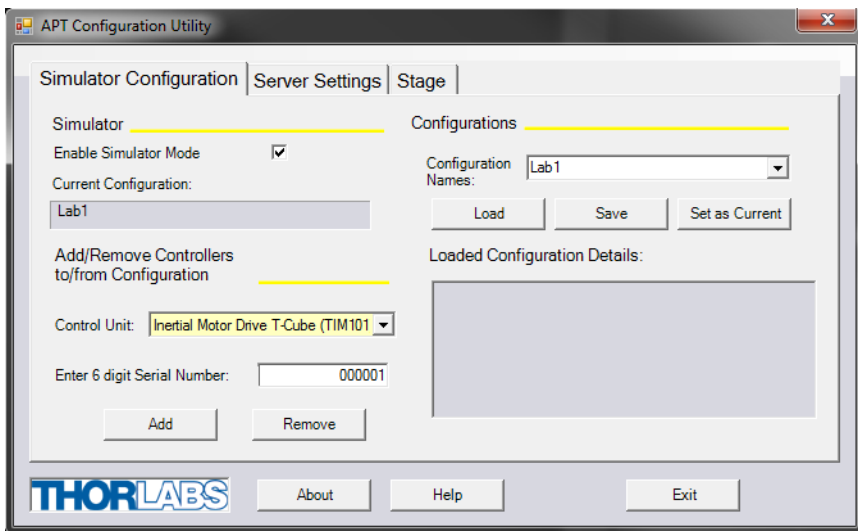 APT Configuration Utility
Simulator Configuration
Server Settings
Stage
Simulator
Enable Simulator Mode
Current Configuration:
Lab1
Add/Remove Controllers
to/from Configuration
Control Unit:
Inertial Motor Drive T-Cube (TIM101
Enter 6 digit Serial Number:
000001
Add
Remove
Configurations
Configuration
Names:
Lab1
Load
Save
Set as Current
Loaded Configuration Details:
THORLABS
About
Help
Exit